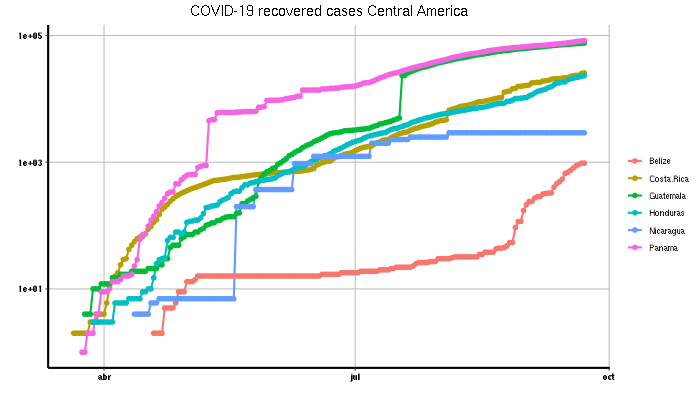 COVID-19 recovered cases Central America
1e+05
1e+03
1e+01
abr
jul
oct
Belize
Costa.Rica
Guatemala
Honduras
Nicaragua
Panama